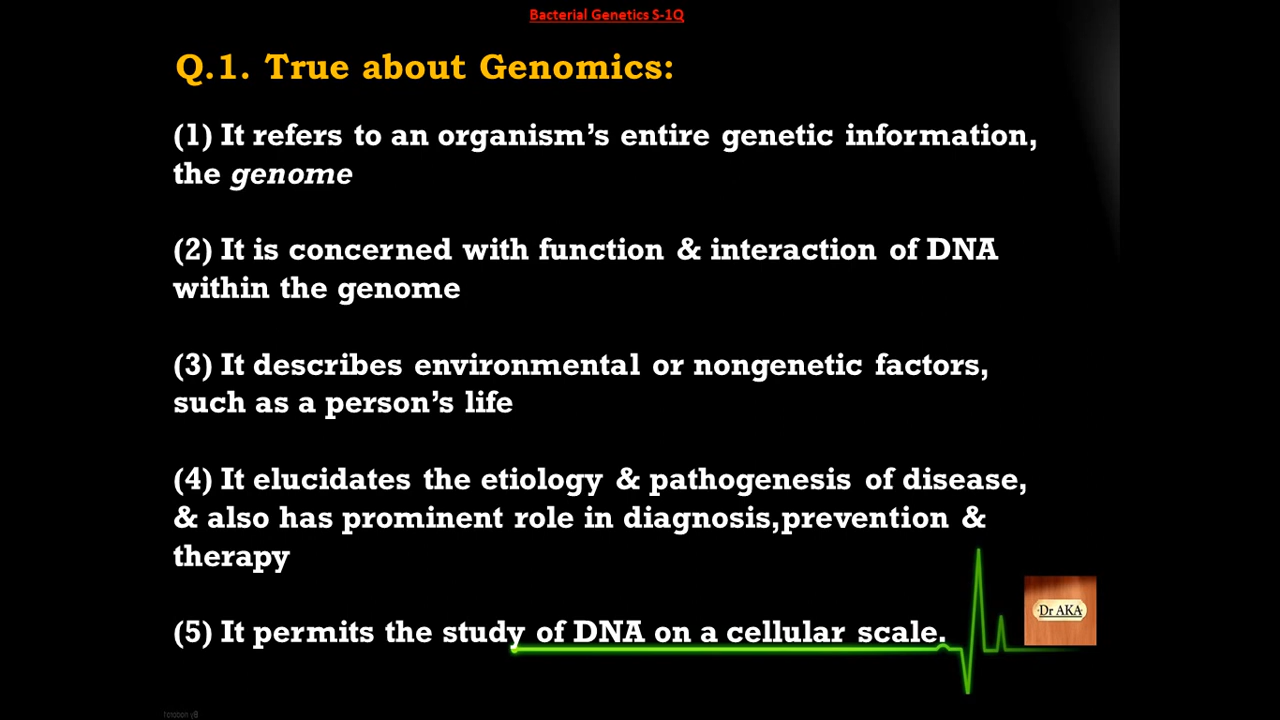 Bacterial Genetics S-1Q
Q.1. True about Genomics:
(1) It refers to an organism’s entire genetic information,
the genome
(2) It is concerned with function & interaction of DNA
within the genome
(3) It describes environmental or nongenetic factors,
such as a person’s life
(4) It elucidates the etiology & pathogenesis of disease,
& also has prominent role in diagnosis,prevention &
therapy
(5) It permits the study of DNA on a cellular scale.
Dr AKA